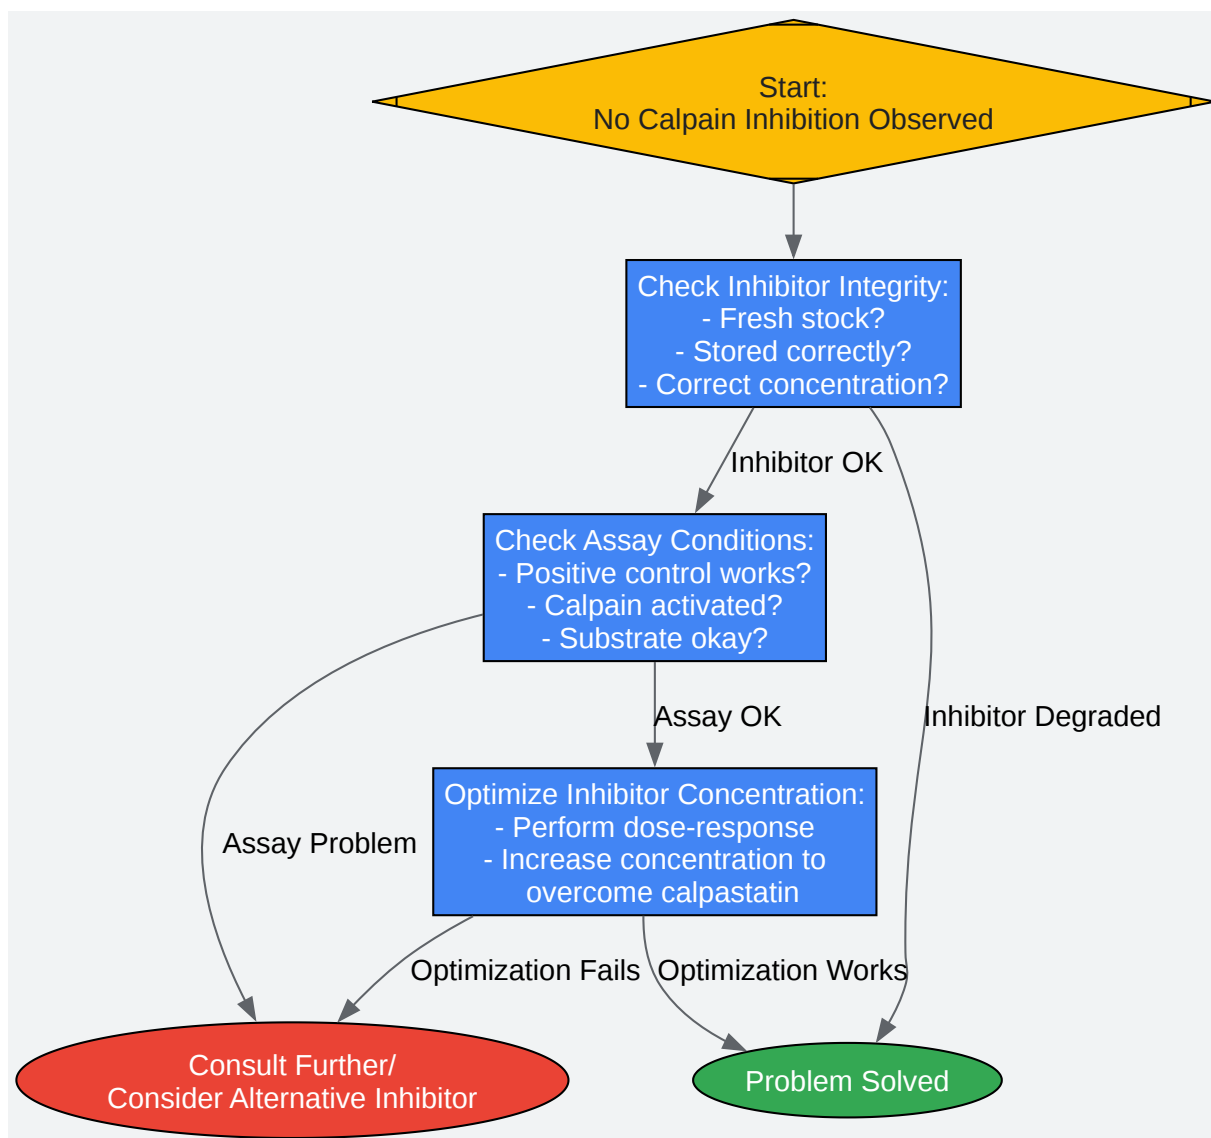 Start:
No Calpain Inhibition Observed
Check Inhibitor Integrity:
- Fresh stock?
- Stored correctly?
- Correct concentration?
Inhibitor OK
Check Assay Conditions:
- Positive control works?
- Calpain activated?
- Substrate okay?
Assay OK
Inhibitor Degraded
Optimize Inhibitor Concentration:
- Perform dose-response
- Increase concentration to
overcome calpastatin
Assay Problem
Optimization Fails
Optimization Works
Consult Further/
Consider Alternative Inhibitor
Problem Solved